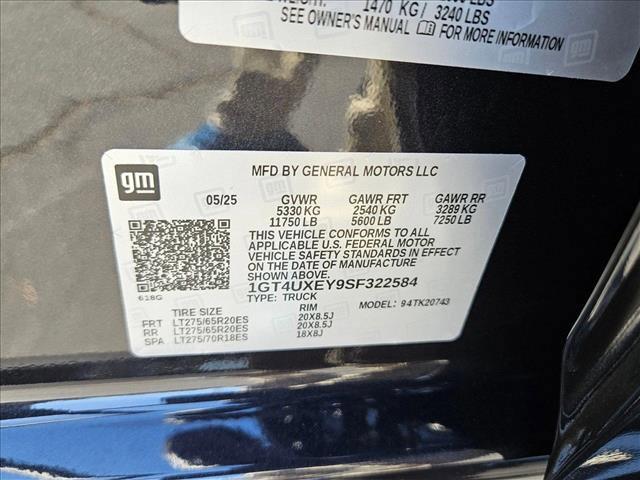 1470 KG / 3240 LBS
SEE OWNER'S MANUAL FOR MORE INFORMATION
gm
MFD BY GENERAL MOTORS LLC
05/25 GVWR GAWR FRT GAWR RR
5330 KG 2540 KG 3289 KG
11750 LB 5600 LB 7250 LB
THIS VEHICLE CONFORMS TO ALL
APPLICABLE U.S. FEDERAL MOTOR
VEHICLE SAFETY STANDARDS IN EFFECT
ON THE DATE OF MANUFACTURE
SHOWN ABOVE.
618G
1GT4UXEY9SF322584
TYPE: TRUCK MODEL: 94TK20743
TIRE SIZE RIM
FRT LT275/65R20ES 20X8.5J
RR LT275/65R20ES 20X8.5J
SPA LT275/70R18ES 18X8J